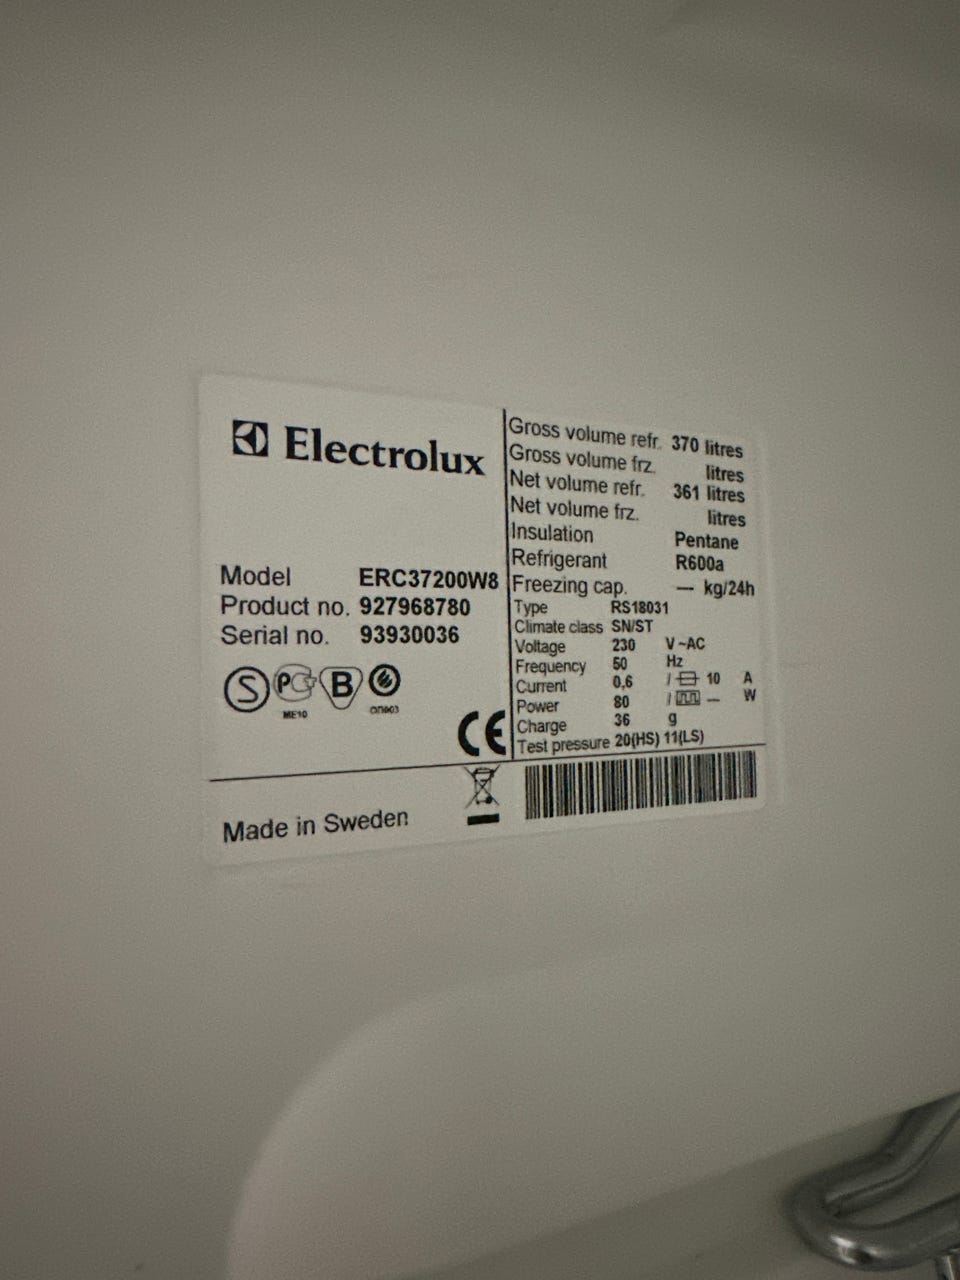 Electrolux
Model ERC37200W8
Product no. 927968780
Serial no. 93930036
S PC B
ME10
CE
Gross volume refr. 370 litres
Gross volume frz. litres
Net volume refr. 361 litres
Net volume frz. litres
Insulation Pentane
Refrigerant R600a
Freezing cap. — kg/24h
Type RS18031
Climate class SN/ST
Voltage 230 V ~AC
Frequency 50 Hz
Current 0,6 / 10 A
Power 80 / — W
Charge 36 g
Test pressure 20(HS) 11(LS)
Made in Sweden